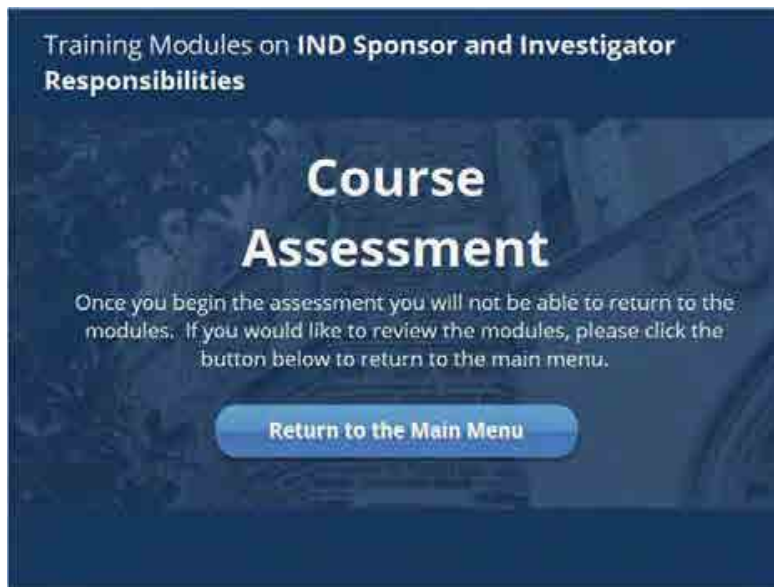 Training Modules on IND Sponsor and Investigator
Responsibilities
Course
Assessment
Once you begin the assessment you will not be able to return to the
modules. If you would like to review the modules, please click the
button below to return to the main menu.
Return to the Main Menu